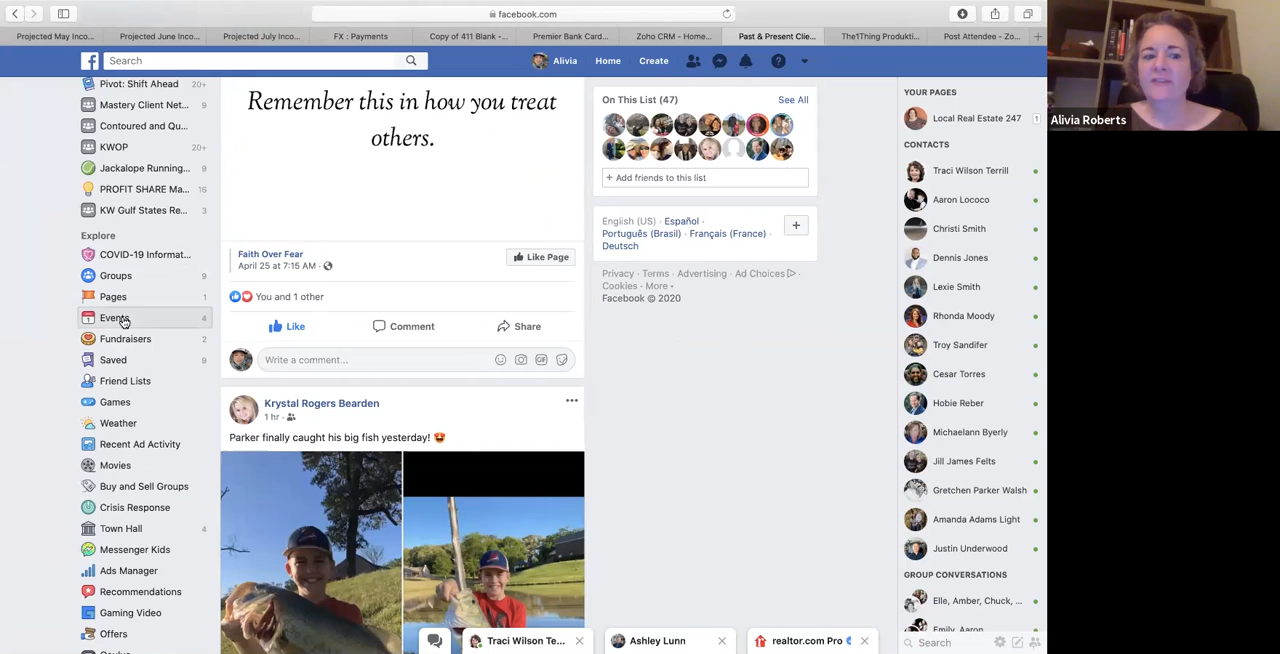 facebook.com
Projected May Inco...
Projected June Inco...
Projected July Inco...
FX : Payments
Copy of 411 Blank -...
Premier Bank Card...
Zoho CRM - Home...
Past & Present Clie...
The1Thing Produkti...
Post Attendee - Zo...
Search
Alivia
Home
Create
Pivot: Shift Ahead 20+
Mastery Client Net... 9
Contoured and Qu...
KWOP 20+
Jackalope Running... 9
PROFIT SHARE Ma... 16
KW Gulf States Re... 3
Explore
COVID-19 Informat...
Groups 9
Pages 1
Events 4
Fundraisers 2
Saved 9
Friend Lists
Games
Weather
Recent Ad Activity
Movies
Buy and Sell Groups
Crisis Response
Town Hall 4
Messenger Kids
Ads Manager
Recommendations
Gaming Video
Offers
Remember this in how you treat
others.
Faith Over Fear
April 25 at 7:15 AM ·
Like Page
You and 1 other
Like
Comment
Share
Write a comment...
GIF
Krystal Rogers Bearden
1 hr ·
Parker finally caught his big fish yesterday! 🤩
On This List (47)
See All
+ Add friends to this list
English (US) · Español ·
Português (Brasil) · Français (France) ·
Deutsch
Privacy · Terms · Advertising · Ad Choices ·
Cookies · More
Facebook © 2020
YOUR PAGES
Local Real Estate 247 1
CONTACTS
Traci Wilson Terrill
Aaron Lococo
Christi Smith
Dennis Jones
Lexie Smith
Rhonda Moody
Troy Sandifer
Cesar Torres
Hobie Reber
Michaelann Byerly
Jill James Felts
Gretchen Parker Walsh
Amanda Adams Light
Justin Underwood
GROUP CONVERSATIONS
Elle, Amber, Chuck, ...
Emily, Aaron
Search
Traci Wilson Te...
Ashley Lunn
realtor.com Pro
Alivia Roberts